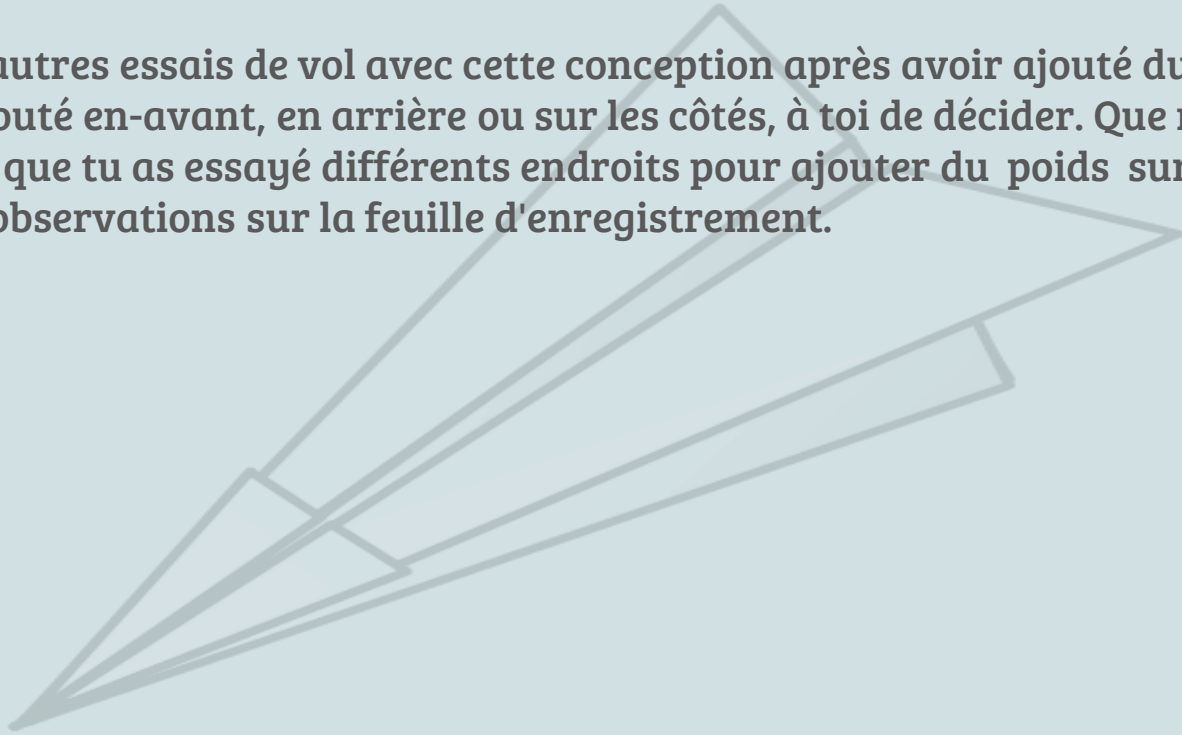 autres essais de vol avec cette conception après avoir ajouté du
outé en-avant, en arrière ou sur les côtés, à toi de décider. Que
que tu as essayé différents endroits pour ajouter du poids sur
observations sur la feuille d'enregistrement.